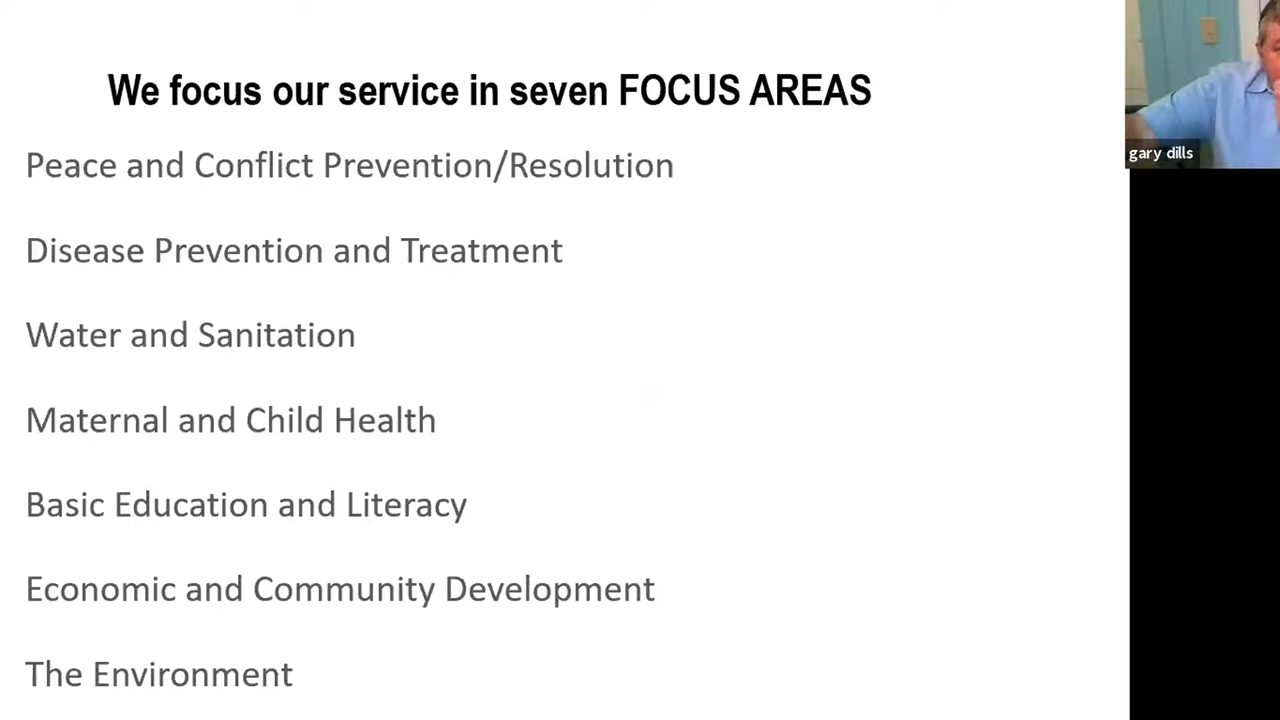 We focus our service in seven FOCUS AREAS
Peace and Conflict Prevention/Resolution
Disease Prevention and Treatment
Water and Sanitation
Maternal and Child Health
Basic Education and Literacy
Economic and Community Development
The Environment
gary dills